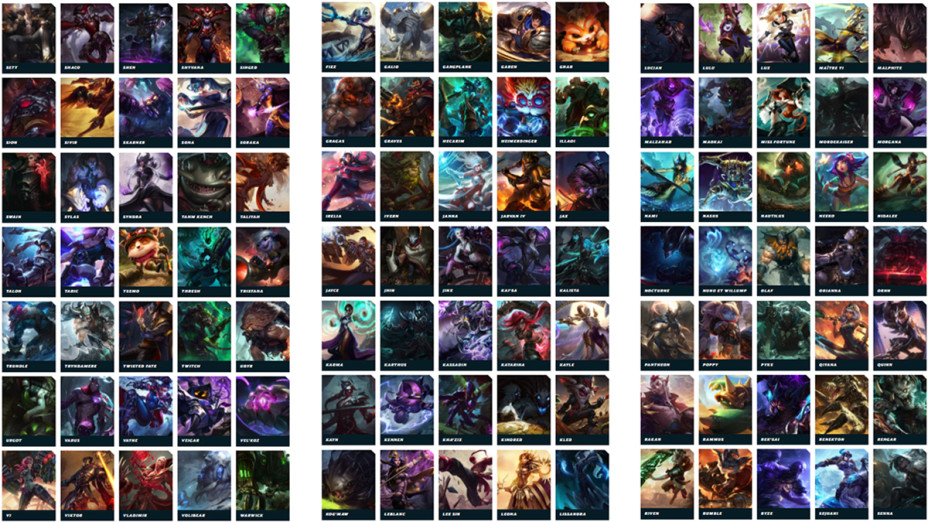 SETT SHACO SHEN SHYVANA SINGED
SION SIVIR SKARNER SONA SORAKA
SWAIN SYLAS SYNDRA TAHM KENCH TALIYAH
TALON TARIC TEEMO THRESH TRISTANA
TRUNDLE TRYNDAMERE TWISTED FATE TWITCH UDYR
URGOT VARUS VAYNE VEIGAR VEL'KOZ
VI VIKTOR VLADIMIR VOLIBEAR WARWICK
FIZZ GALIO GANGPLANK GAREN GNAR
GRAGAS GRAVES HECARIM HEIMERDINGER ILLAOI
IRELIA IVERN JANNA JARVAN IV JAX
JAYCE JHIN JINX KAI'SA KALISTA
KARMA KARTHUS KASSADIN KATARINA KAYLE
KAYN KENNEN KHA'ZIX KINDRED KLED
KOG'MAW LEBLANC LEE SIN LEONA LISSANDRA
LUCIAN LULU LUX MAÎTRE YI MALPHITE
MALZAHAR MAOKAI MISS FORTUNE MORDEKAISER MORGANA
NAMI NASUS NAUTILUS NEEKO NIDALEE
NOCTURNE NUNU ET WILLUMP OLAF ORIANNA ORNN
PANTHEON POPPY PYKE QIYANA QUINN
RAKAN RAMMUS REK'SAI RENEKTON RENGAR
RIVEN RUMBLE RYZE SEJUANI SENNA